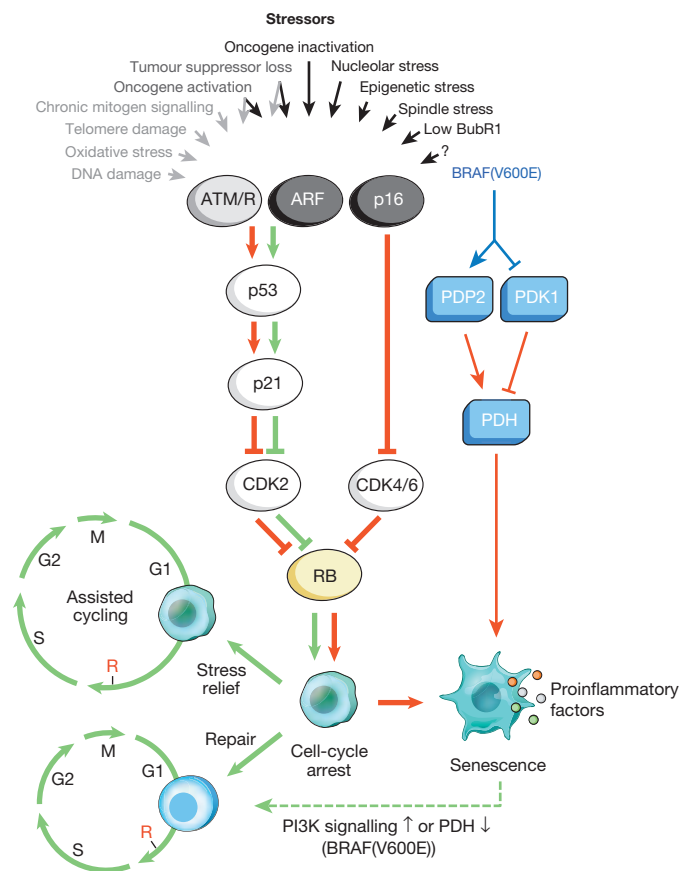 Stressors
Oncogene inactivation
Tumour suppressor loss
Nucleolar stress
Oncogene activation
Epigenetic stress
Chronic mitogen signalling
Spindle stress
Telomere damage
Low BubR1
Oxidative stress
?
DNA damage
BRAF(V600E)
ATM/R
ARF
p16
p53
PDP2
PDK1
p21
PDH
CDK2
CDK4/6
RB
M
G2
G1
Assisted
cycling
S
R
Stress
relief
Proinflammatory
factors
Repair
Cell-cycle
arrest
Senescence
M
G2
G1
R
S
PI3K signalling ↑ or PDH ↓
(BRAF(V600E))